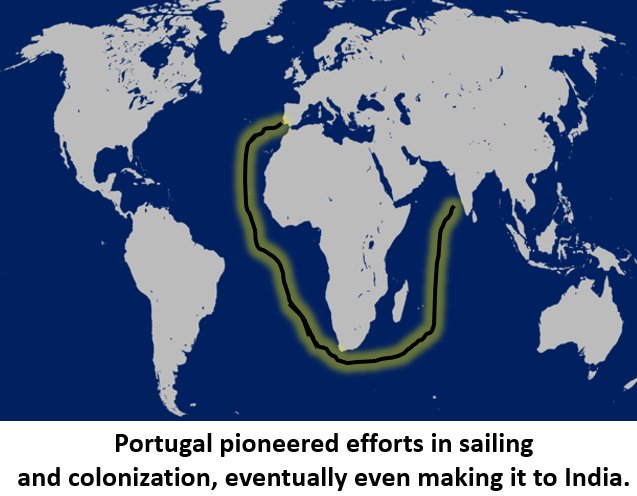 Portugal pioneered efforts in sailing
and colonization, eventually even making it to India.